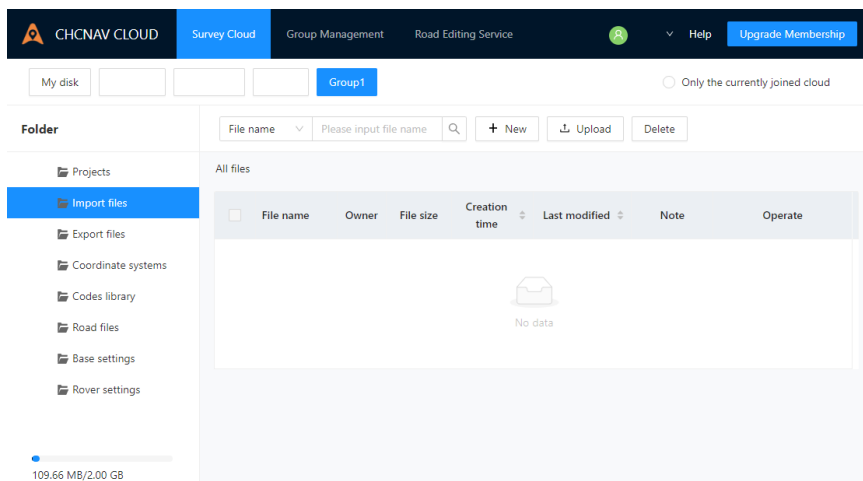 CHCNAV CLOUD Survey Cloud Group Management Road Editing Service Help Upgrade Membership
My disk Group1 Only the currently joined cloud
Folder File name Please input file name + New Upload Delete
All files
Projects
Import files
Export files
Coordinate systems
Codes library
Road files
Base settings
Rover settings
File name Owner File size Creation time Last modified Note Operate
No data
109.66 MB/2.00 GB